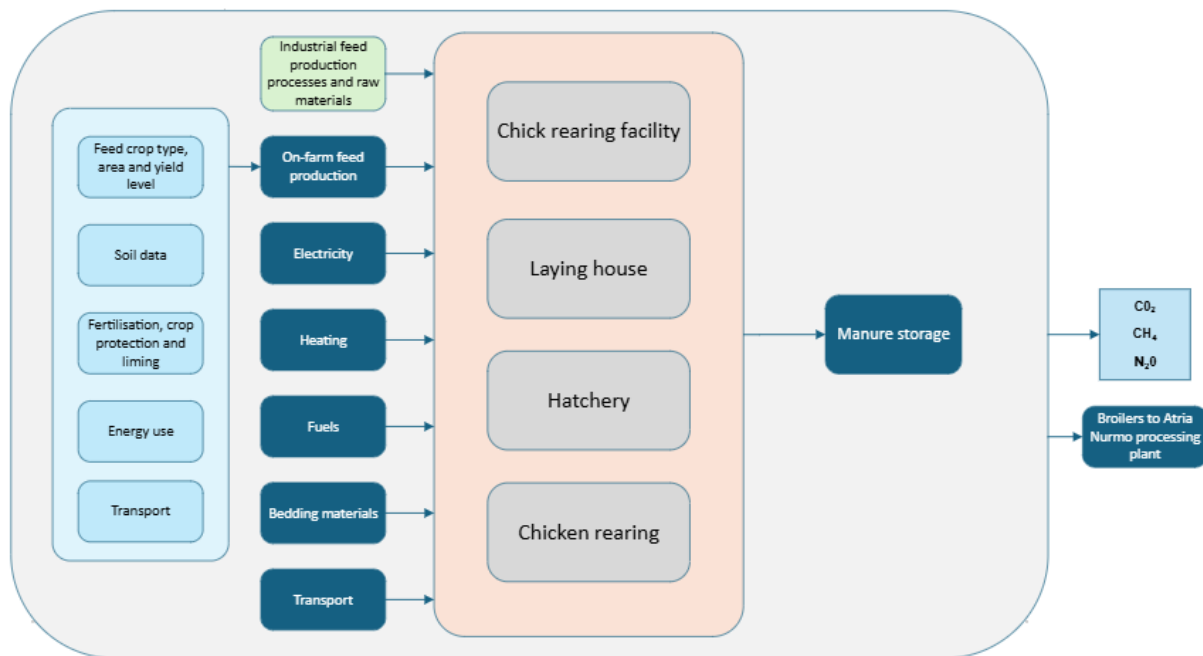 Industrial feed
production
processes and raw
materials
Feed crop type,
area and yield
level
Soil data
Fertilisation, crop
protection and
liming
Energy use
Transport
On-farm feed
production
Electricity
Heating
Fuels
Bedding materials
Transport
Chick rearing facility
Laying house
Hatchery
Chicken rearing
Manure storage
C0₂
CH₄
N₂0
Broilers to Atria
Nurmo processing
plant